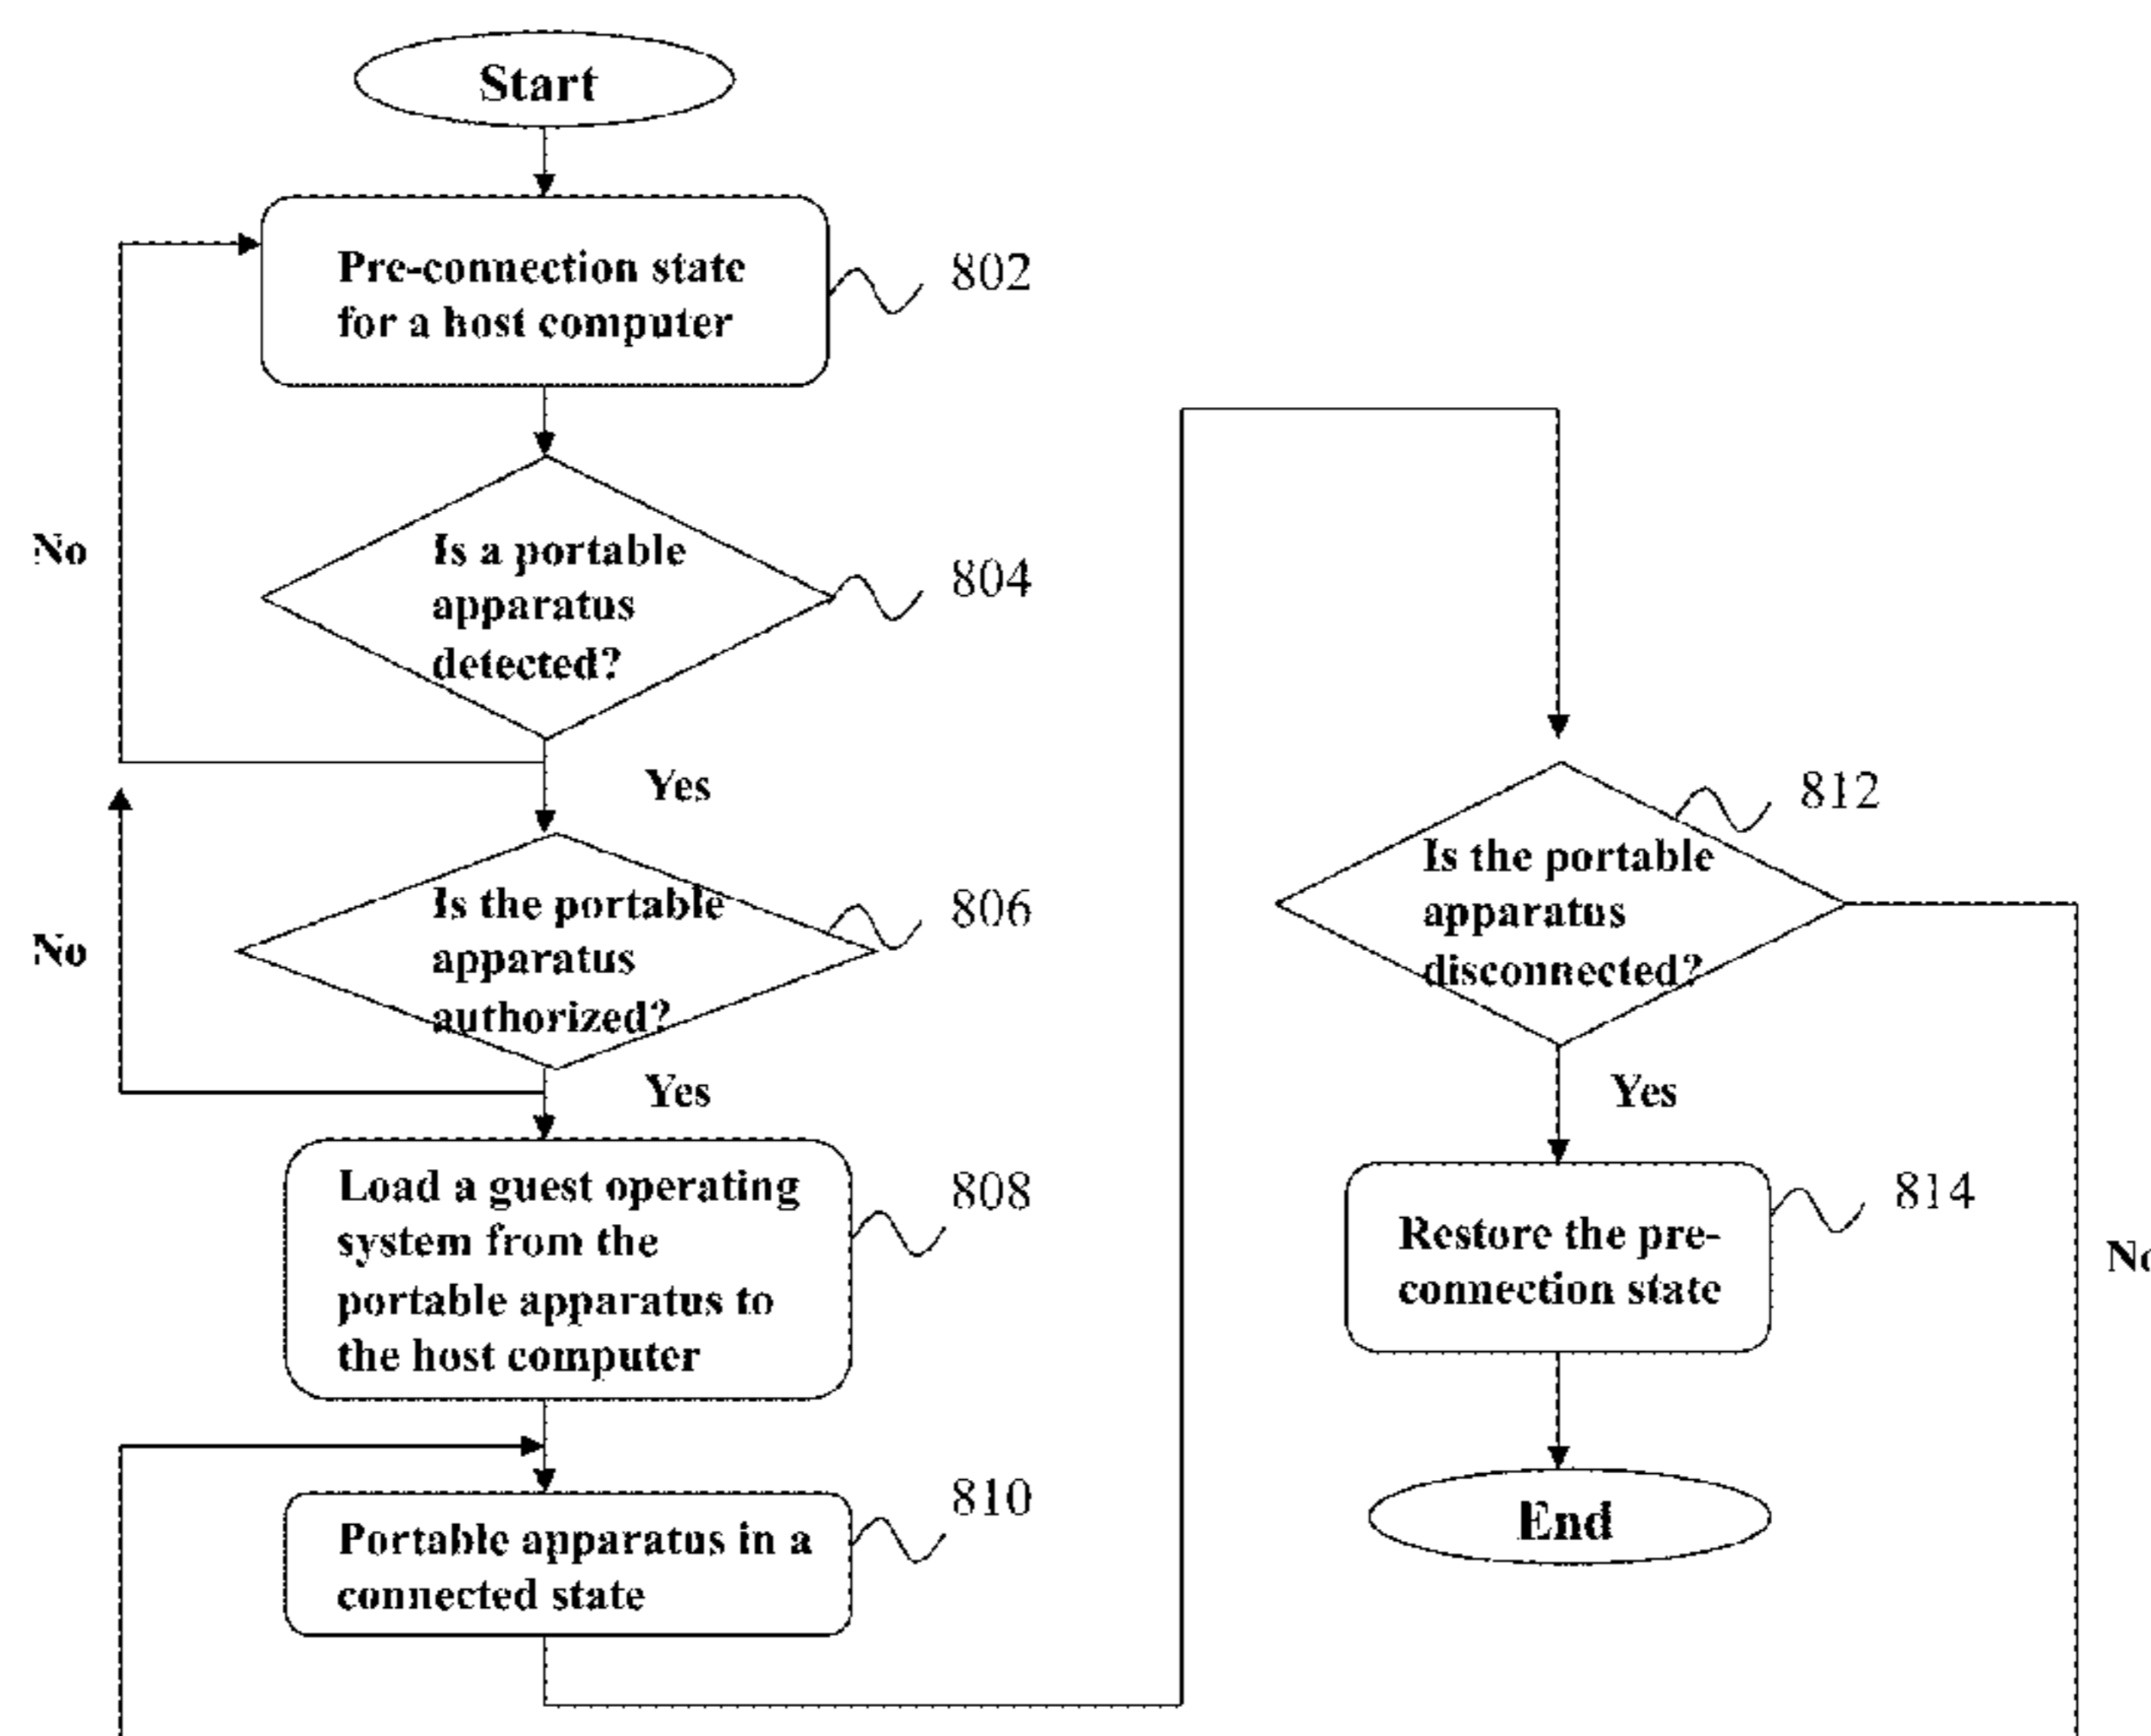 Start
Pre-connection state
for a host computer
802
No
Is a portable
apparatus
detected?
804
Yes
No
Is the portable
apparatus
authorized?
806
Yes
Load a guest operating
system from the
portable apparatus to
the host computer
808
Portable apparatus in a
connected state
810
812
Is the portable
apparatus
disconnected?
Yes
No
Restore the pre-
connection state
814
End